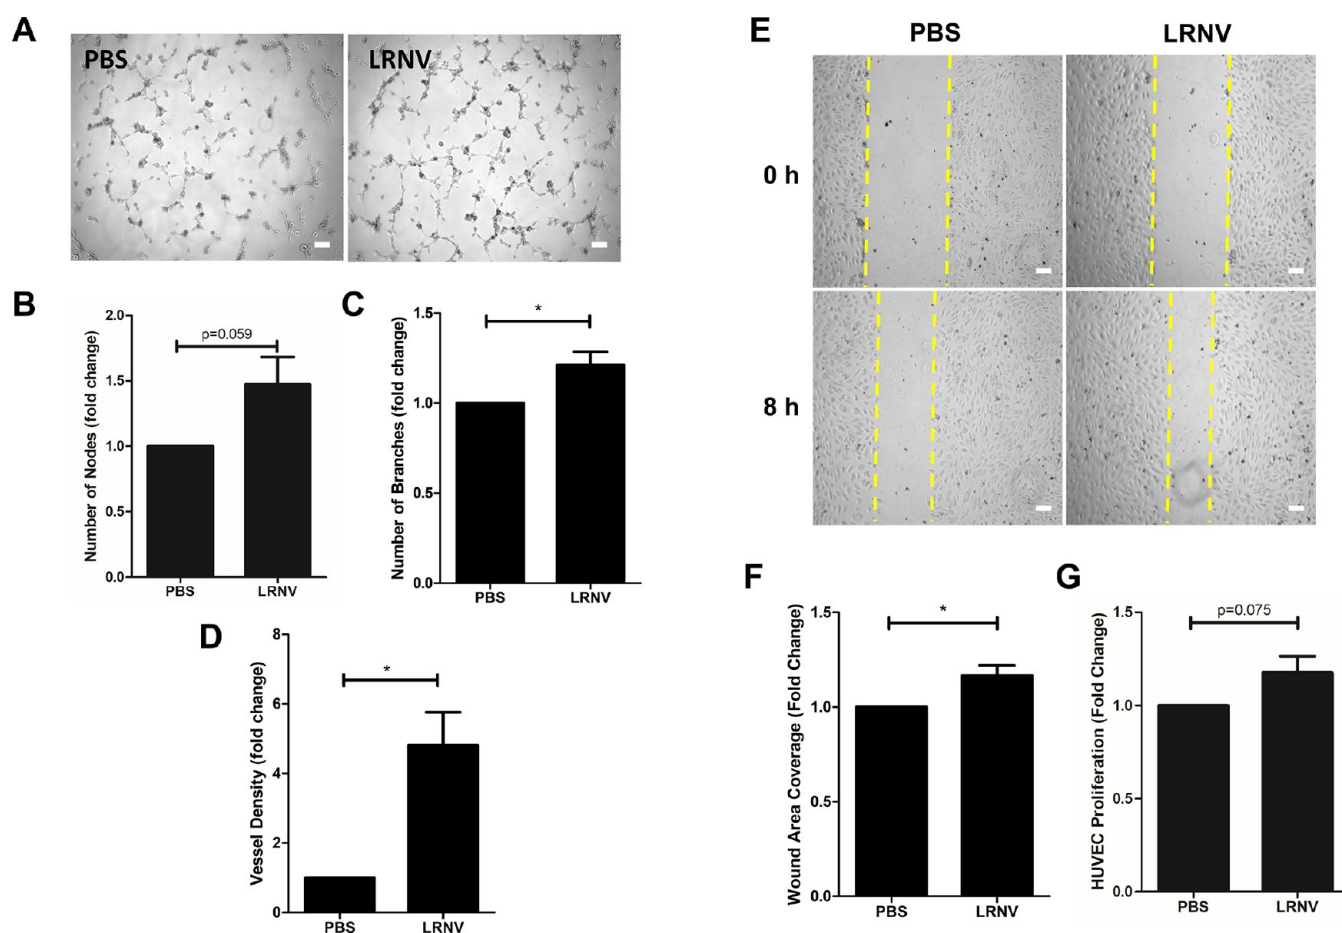 A
PBS
LRNV
B
Number of Nodes (fold change)
2.0
1.5
1.0
0.5
0.0
p=0.059
PBS
LRNV
C
Number of Branches (fold change)
1.5
1.0
0.5
0.0
*
PBS
LRNV
D
Vessel Density (fold change)
8
6
4
2
0
*
PBS
LRNV
E
PBS
LRNV
0 h
8 h
F
Wound Area Coverage (Fold Change)
1.5
1.0
0.5
0.0
*
PBS
LRNV
G
HUVEC Proliferation (Fold Change)
1.5
1.0
0.5
0.0
p=0.075
PBS
LRNV